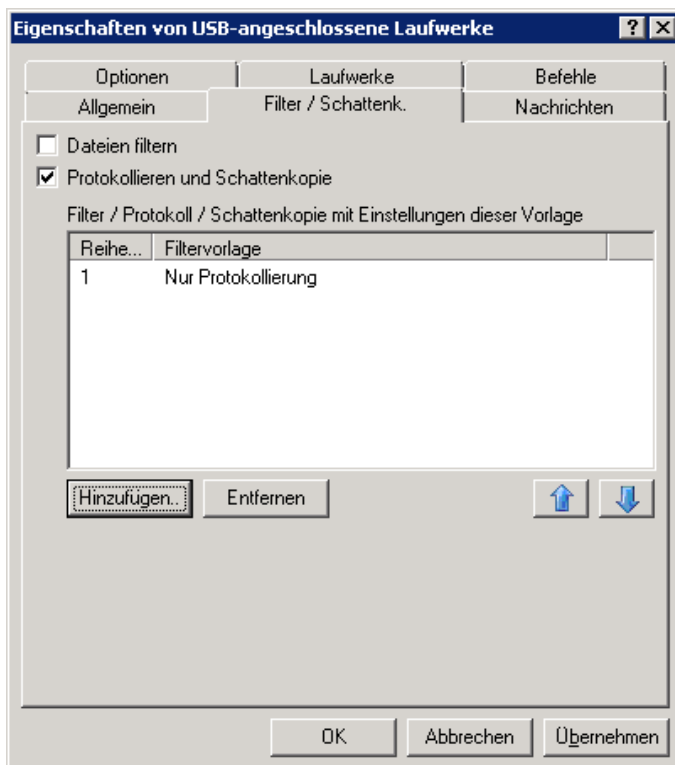 Eigenschaften von USB-angeschlossene Laufwerke
Optionen Laufwerke Befehle
Allgemein Filter / Schattenk. Nachrichten
Dateien filtern
Protokollieren und Schattenkopie
Filter / Protokoll / Schattenkopie mit Einstellungen dieser Vorlage
Reihe... Filtervorlage
1 Nur Protokollierung
Hinzufügen.. Entfernen
OK Abbrechen Übernehmen